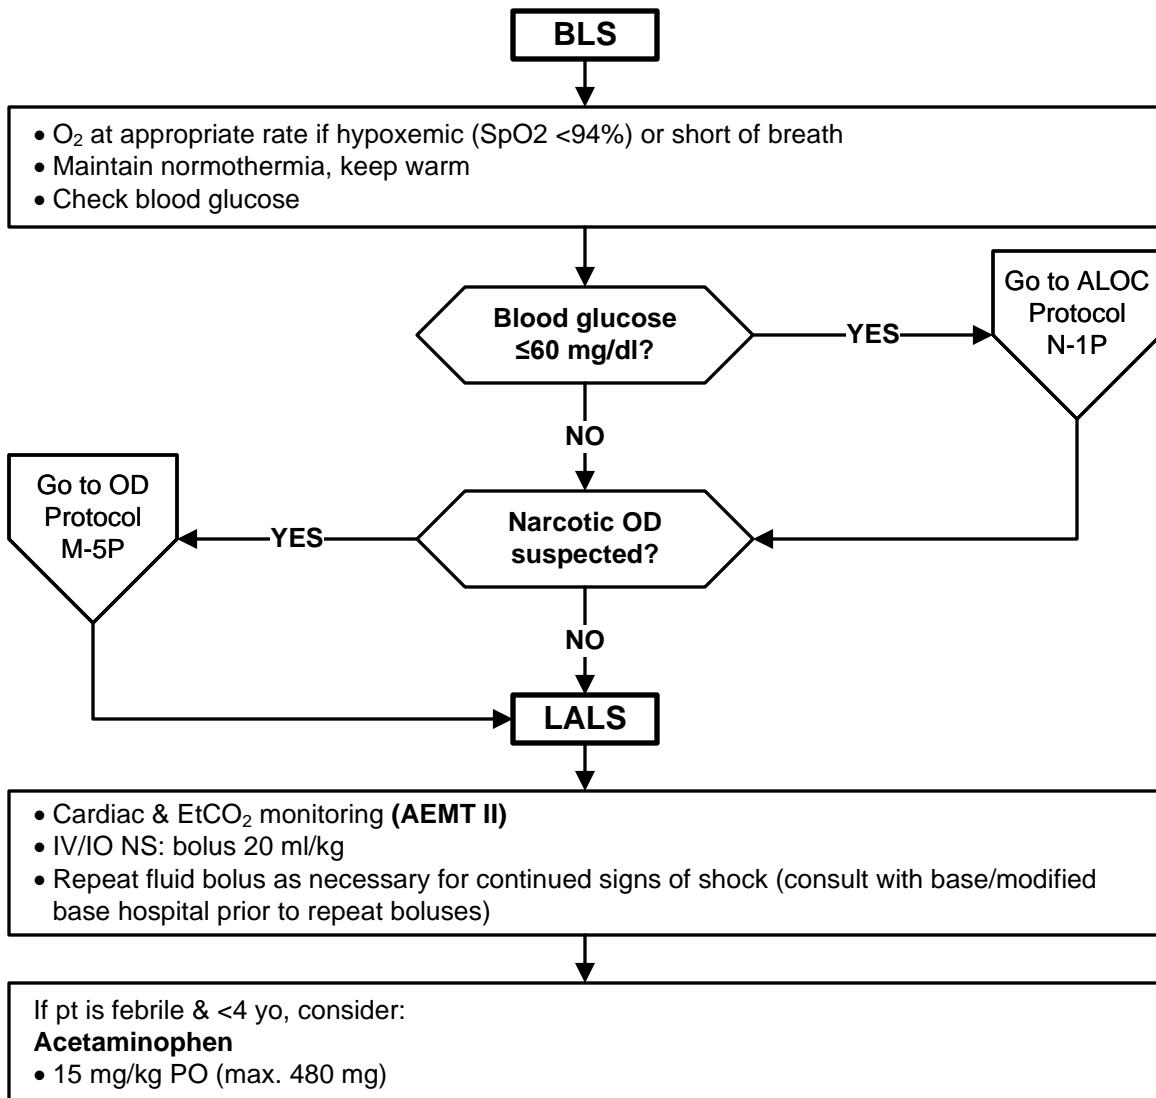 BLS
• O₂ at appropriate rate if hypoxemic (SpO2 <94%) or short of breath
• Maintain normothermia, keep warm
• Check blood glucose
Blood glucose
≤60 mg/dl?
YES
Go to ALOC
Protocol
N-1P
NO
Go to OD
Protocol
M-5P
YES
Narcotic OD
suspected?
NO
LALS
• Cardiac & EtCO₂ monitoring (AEMT II)
• IV/IO NS: bolus 20 ml/kg
• Repeat fluid bolus as necessary for continued signs of shock (consult with base/modified
base hospital prior to repeat boluses)
If pt is febrile & <4 yo, consider:
Acetaminophen
• 15 mg/kg PO (max. 480 mg)